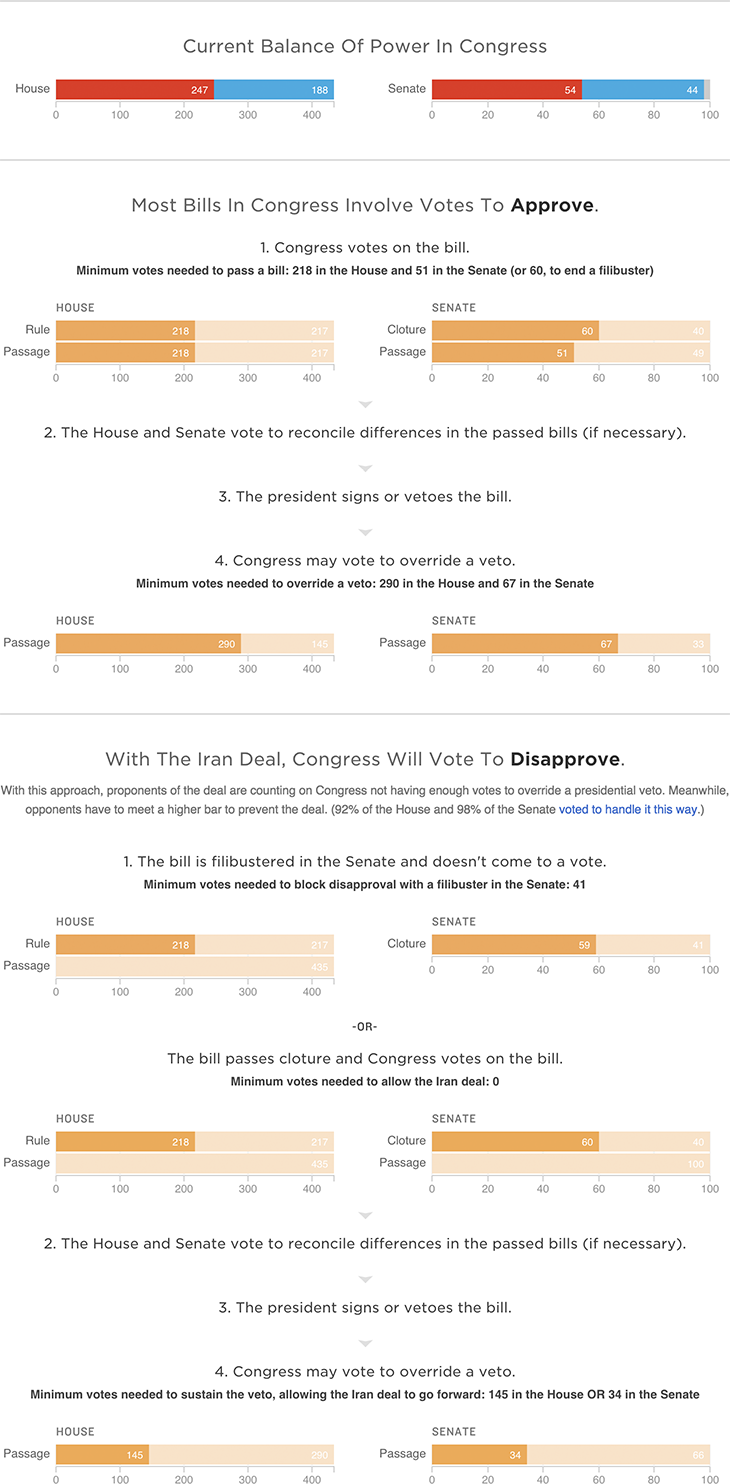 Current Balance Of Power In Congress
House 247 188
0 100 200 300 400
Senate 54 44
0 20 40 60 80 100
Most Bills In Congress Involve Votes To Approve.
1. Congress votes on the bill.
Minimum votes needed to pass a bill: 218 in the House and 51 in the Senate (or 60, to end a filibuster)
HOUSE
Rule 218 217
Passage 218 217
0 100 200 300 400
SENATE
Cloture 60 40
Passage 51 49
0 20 40 60 80 100
2. The House and Senate vote to reconcile differences in the passed bills (if necessary).
3. The president signs or vetoes the bill.
4. Congress may vote to override a veto.
Minimum votes needed to override a veto: 290 in the House and 67 in the Senate
HOUSE
Passage 290 145
0 100 200 300 400
SENATE
Passage 67 33
0 20 40 60 80 100
With The Iran Deal, Congress Will Vote To Disapprove.
With this approach, proponents of the deal are counting on Congress not having enough votes to override a presidential veto. Meanwhile,
opponents have to meet a higher bar to prevent the deal. (92% of the House and 98% of the Senate voted to handle it this way.)
1. The bill is filibustered in the Senate and doesn't come to a vote.
Minimum votes needed to block disapproval with a filibuster in the Senate: 41
HOUSE
Rule 218 217
Passage 435
0 100 200 300 400
SENATE
Cloture 59 41
0 20 40 60 80 100
-OR-
The bill passes cloture and Congress votes on the bill.
Minimum votes needed to allow the Iran deal: 0
HOUSE
Rule 218 217
Passage 435
0 100 200 300 400
SENATE
Cloture 60 40
Passage 100
0 20 40 60 80 100
2. The House and Senate vote to reconcile differences in the passed bills (if necessary).
3. The president signs or vetoes the bill.
4. Congress may vote to override a veto.
Minimum votes needed to sustain the veto, allowing the Iran deal to go forward: 145 in the House OR 34 in the Senate
HOUSE
Passage 145 290
0 100 200 300 400
SENATE
Passage 34 66
0 20 40 60 80 100